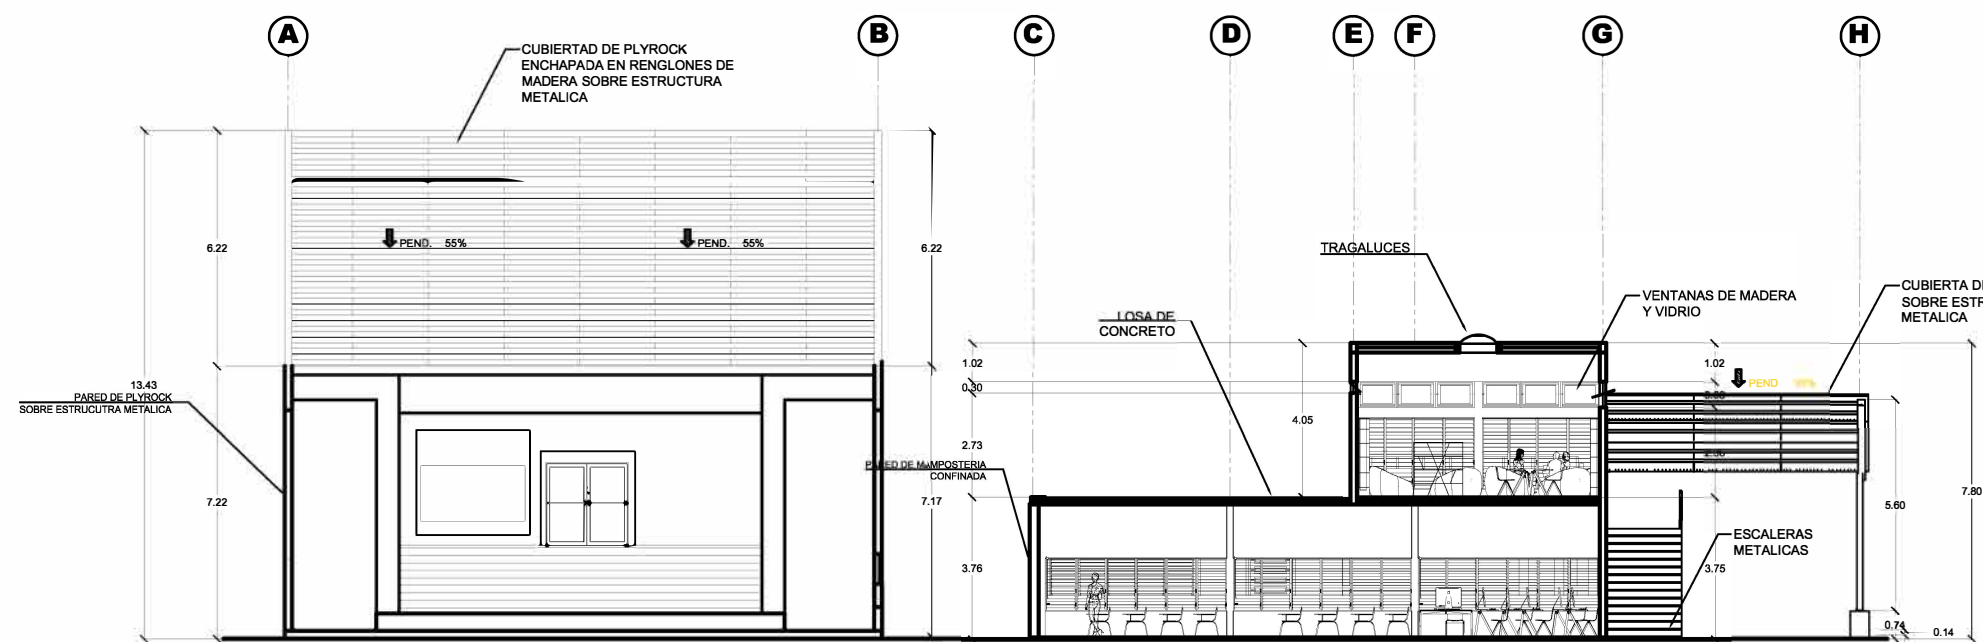 A
B
C
D
E
F
G
H
CUBIERTAD DE PLYROCK
ENCHAPADA EN RENGLONES DE
MADERA SOBRE ESTRUCTURA
METALICA
6.22
PEND. 55%
PEND. 55%
6.22
13.43
PARED DE PLYROCK
SOBRE ESTRUCUTRA METALICA
7.22
7.17
TRAGALUCES
LOSA DE
CONCRETO
VENTANAS DE MADERA
Y VIDRIO
CUBIERTA DE
SOBRE ESTR
METALICA
1.02
0.30
2.73
PARED DE MAMPOSTERIA
CONFINADA
3.76
4.05
1.02
PEND
5.60
7.80
ESCALERAS
METALICAS
3.75
0.74
0.14